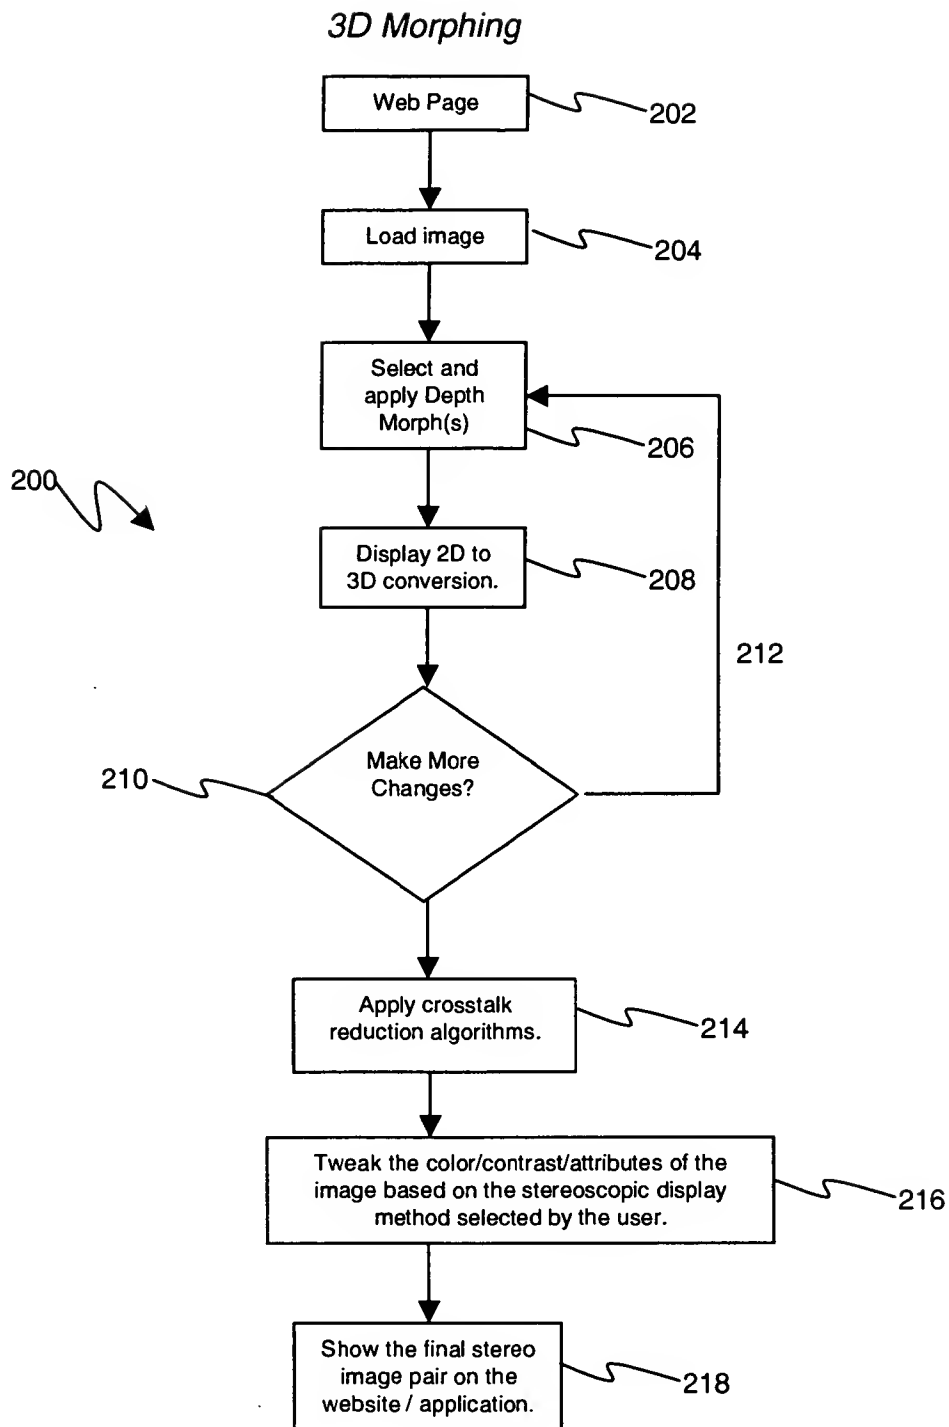 3D Morphing
Web Page
202
Load image
204
Select and
apply Depth
Morph(s)
206
200
Display 2D to
3D conversion.
208
212
Make More
Changes?
210
Apply crosstalk
reduction algorithms.
214
Tweak the color/contrast/attributes of the
image based on the stereoscopic display
method selected by the user.
216
Show the final stereo
image pair on the
website / application.
218